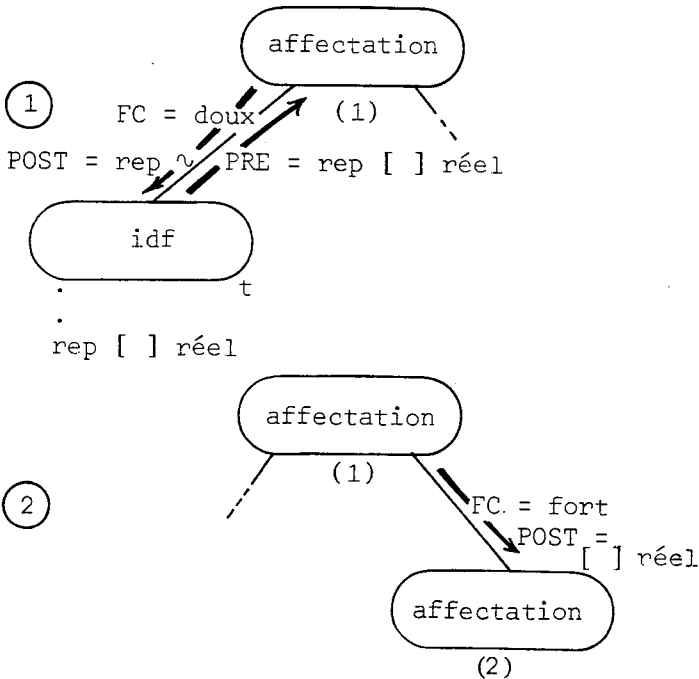 affectation
1
FC = doux
(1)
POST = rep ~ PRE = rep [ ] réel
idf
t
rep [ ] réel
affectation
(1)
2
FC. = fort
POST =
[ ] réel
affectation
(2)